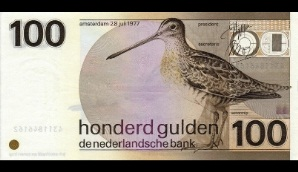 amsterdam 28 juli 1977
president
100
secretaris
honderd gulden
de nederlandsche bank
100